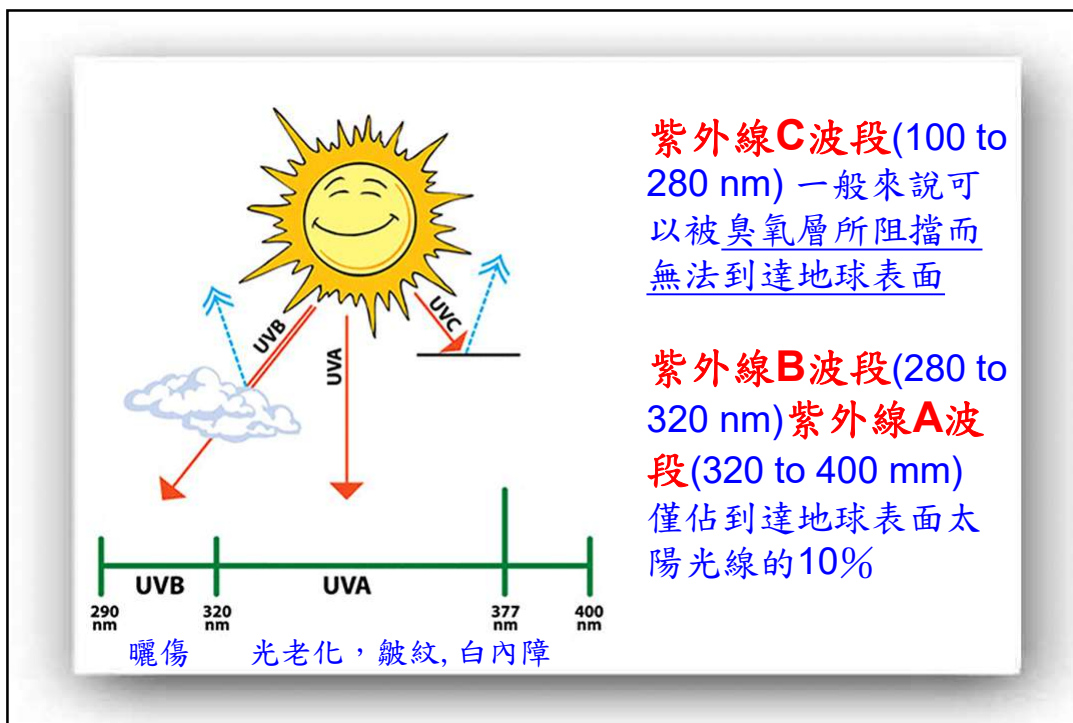 紫外線C波段(100 to
280 nm) 一般來說可
以被臭氧層所阻擋而
無法到達地球表面
紫外線B波段(280 to
320 nm)紫外線A波
段(320 to 400 mm)
僅佔到達地球表面太
陽光線的10%
UVB
UVA
UVC
UVB
UVA
290
nm
320
nm
377
nm
400
nm
曬傷
光老化，皺紋, 白內障